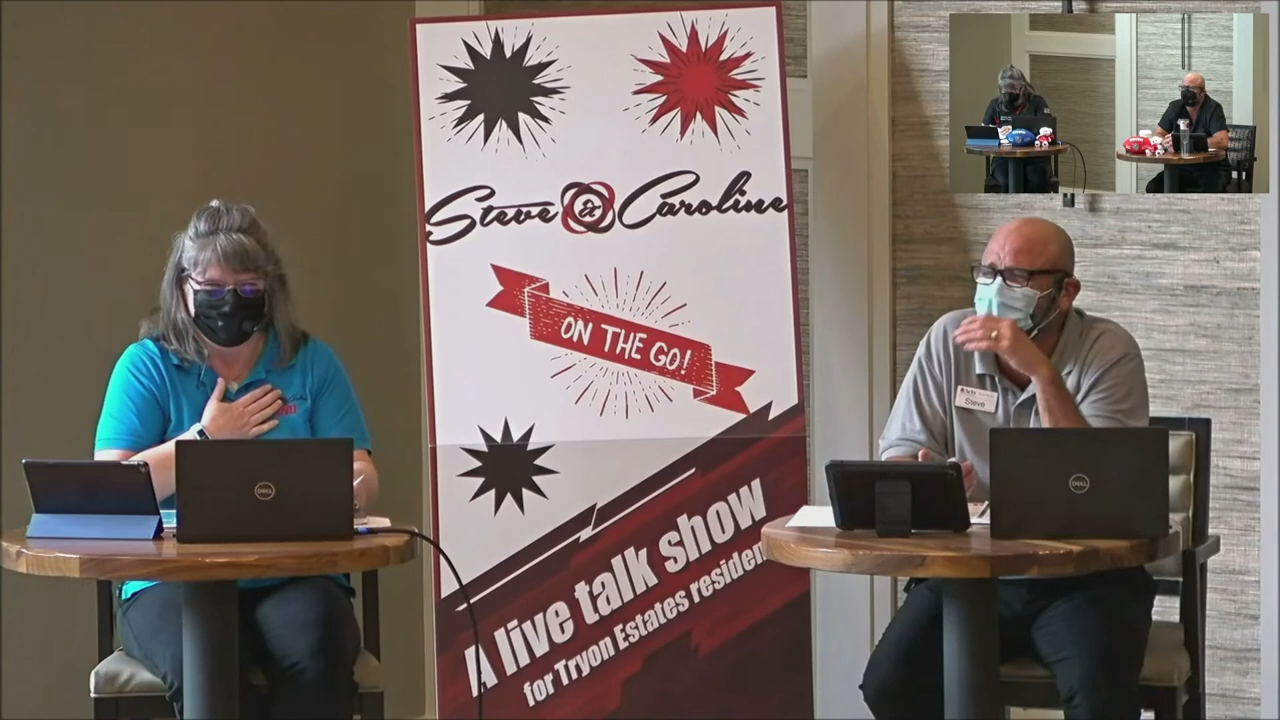 Steve & Caroline
ON THE GO!
A live talk show
for Tryon Estates residen
Steve
DELL
DELL